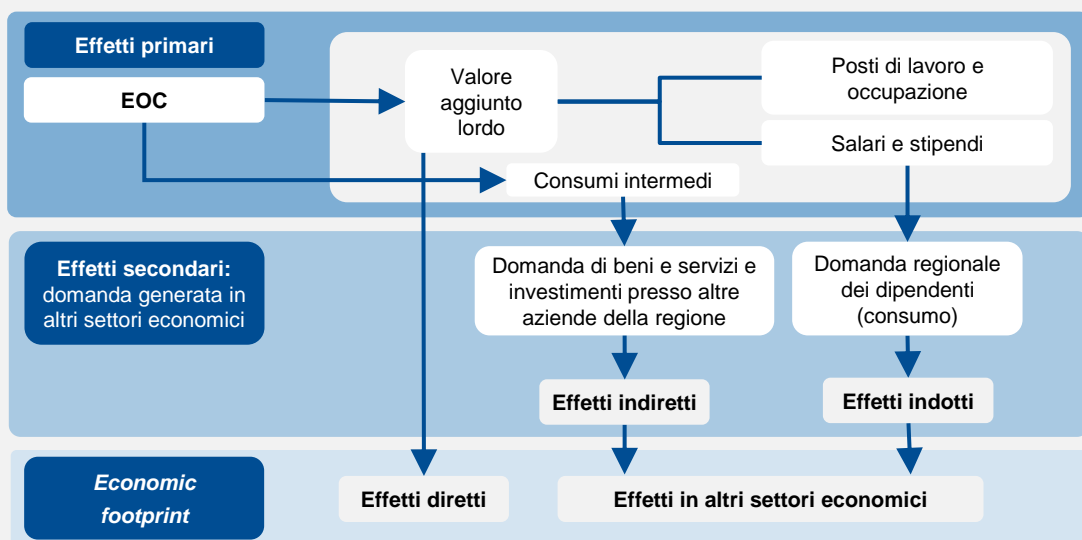 Effetti primari
EOC
Valore
aggiunto
lordo
Posti di lavoro e
occupazione
Salari e stipendi
Consumi intermedi
Effetti secondari:
domanda generata in
altri settori economici
Domanda di beni e servizi e
investimenti presso altre
aziende della regione
Domanda regionale
dei dipendenti
(consumo)
Effetti indiretti
Effetti indotti
Economic
footprint
Effetti diretti
Effetti in altri settori economici